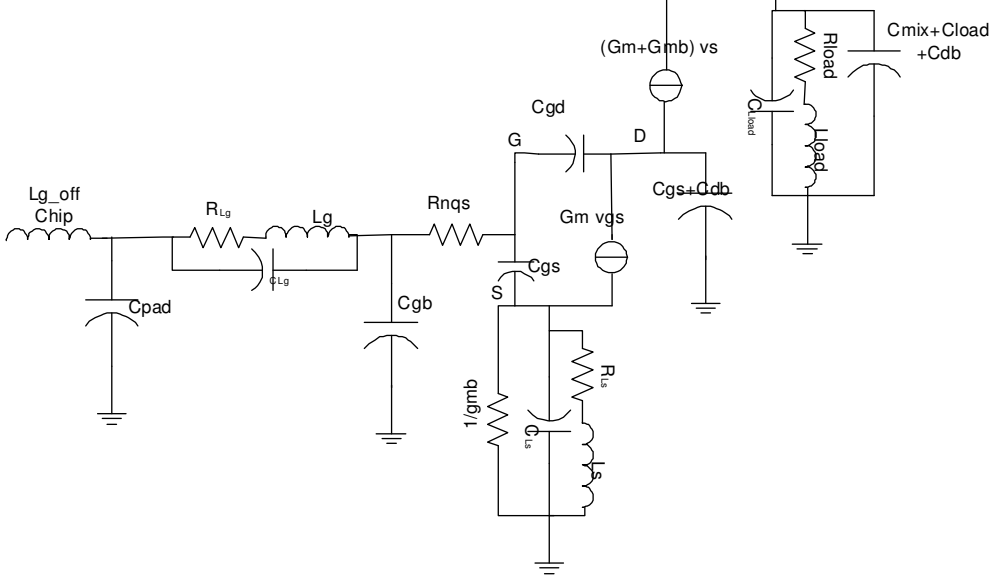 (Gm+Gmb) vs
Cmix+Cload
+Cdb
Rload
CLload
Lload
Cgd
G
D
Cgs+Cdb
Lg_off
Chip
RLg
Lg
Rnqs
Gm vgs
CLg
Cgs
S
Cpad
Cgb
1/gmb
RLs
CLs
Ls